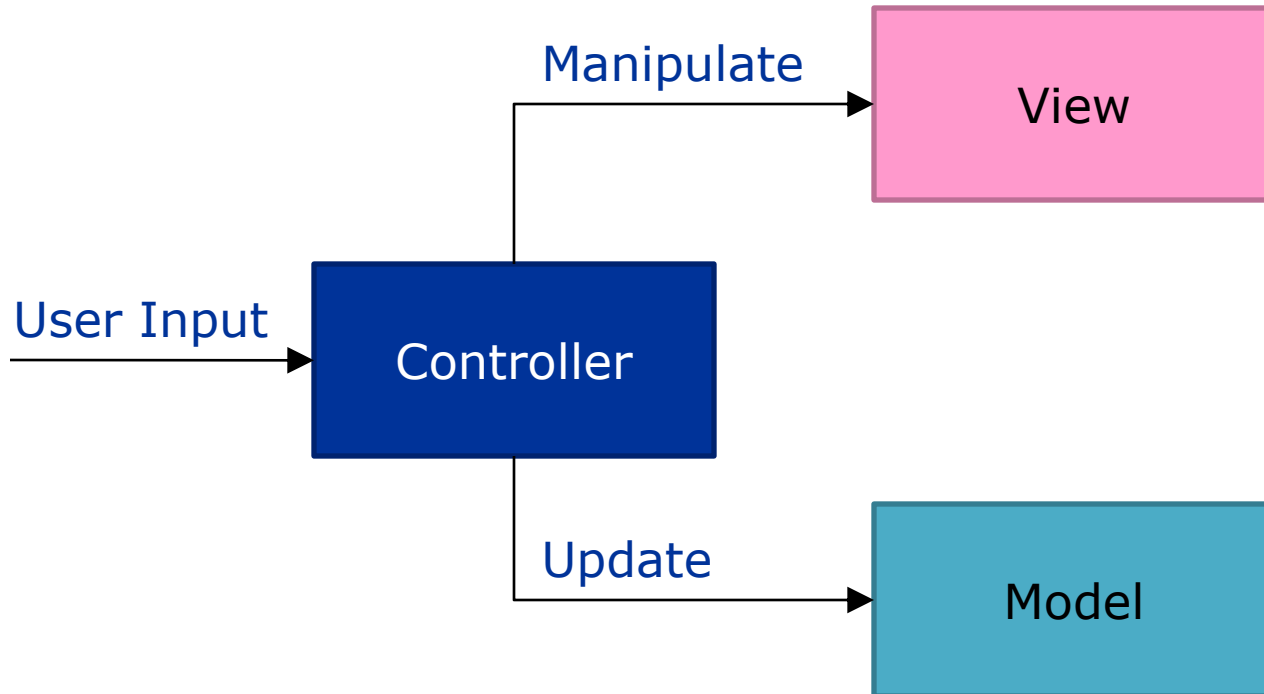 Manipulate
View
User Input
Controller
Update
Model